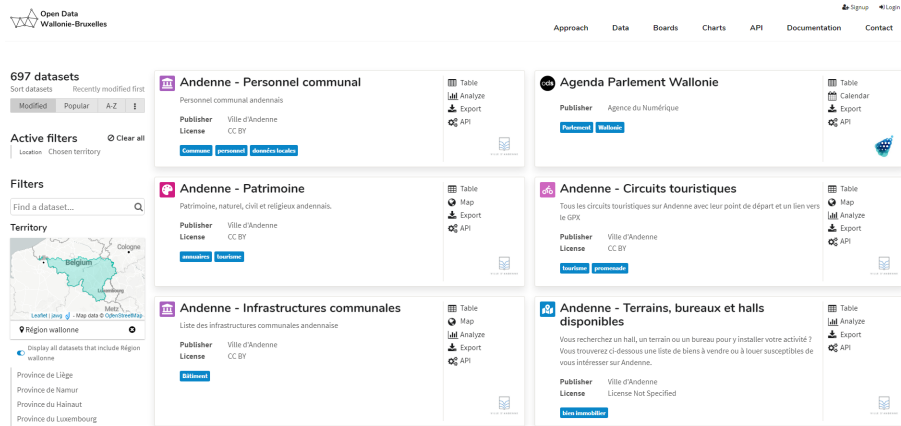 Open Data
Wallonie-Bruxelles
Signup
Login
Approach
Data
Boards
Charts
API
Documentation
Contact
697 datasets
Sort datasets
Recently modified first
Modified
Popular
A-Z
Active filters
Clear all
Location Chosen territory
Filters
Find a dataset...
Territory
Cologne
Lille
Belgium
Luxembourg
Metz
Leaflet | jawg - Map data © OpenStreetMap
Région wallonne
Display all datasets that include Région
wallonne
Province de Liège
Province de Namur
Province du Hainaut
Province du Luxembourg
Andenne - Personnel communal
Personnel communal andennais
Publisher Ville d'Andenne
License CC BY
Commune personnel données locales
Table
Analyze
Export
API
Agenda Parlement Wallonie
ods
Publisher Agence du Numérique
Parlement Wallonie
Table
Calendar
Export
API
Andenne - Patrimoine
Patrimoine, naturel, civil et religieux andennais.
Publisher Ville d'Andenne
License CC BY
annuaires tourisme
Table
Map
Export
API
Andenne - Circuits touristiques
Tous les circuits touristiques sur Andenne avec leur point de départ et un lien vers
le GPX
Publisher Ville d'Andenne
License CC BY
tourisme promenade
Table
Map
Analyze
Export
API
Andenne - Infrastructures communales
Liste des infrastructures communales andennaise
Publisher Ville d'Andenne
License CC BY
Bâtiment
Table
Map
Analyze
Export
API
Andenne - Terrains, bureaux et halls
disponibles
Vous recherchez un hall, un terrain ou un bureau pour y installer votre activité ?
Vous trouverez ci-dessous une liste de biens à vendre ou à louer susceptibles de
vous intéresser sur Andenne.
Publisher Ville d'Andenne
License License Not Specified
bien immobilier
Table
Analyze
Export
API